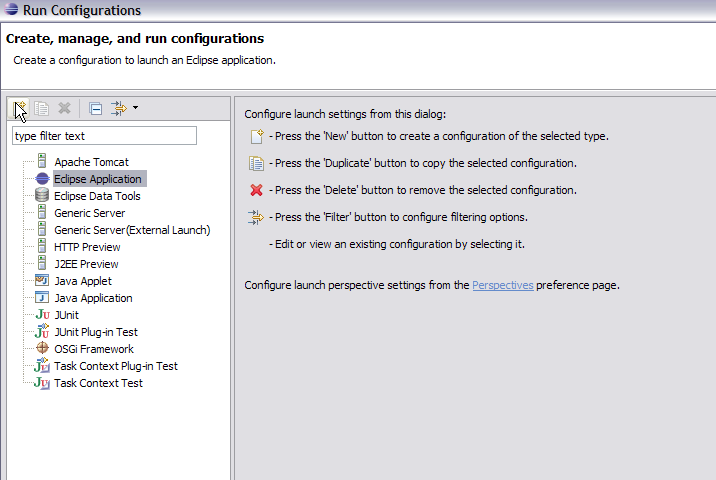 Run Configurations
Create, manage, and run configurations
Create a configuration to launch an Eclipse application.
type filter text
Apache Tomcat
Eclipse Application
Eclipse Data Tools
Generic Server
Generic Server(External Launch)
HTTP Preview
J2EE Preview
Java Applet
Java Application
JUnit
JUnit Plug-in Test
OSGi Framework
Task Context Plug-in Test
Task Context Test
Configure launch settings from this dialog:
- Press the 'New' button to create a configuration of the selected type.
- Press the 'Duplicate' button to copy the selected configuration.
- Press the 'Delete' button to remove the selected configuration.
- Press the 'Filter' button to configure filtering options.
- Edit or view an existing configuration by selecting it.
Configure launch perspective settings from the Perspectives preference page.